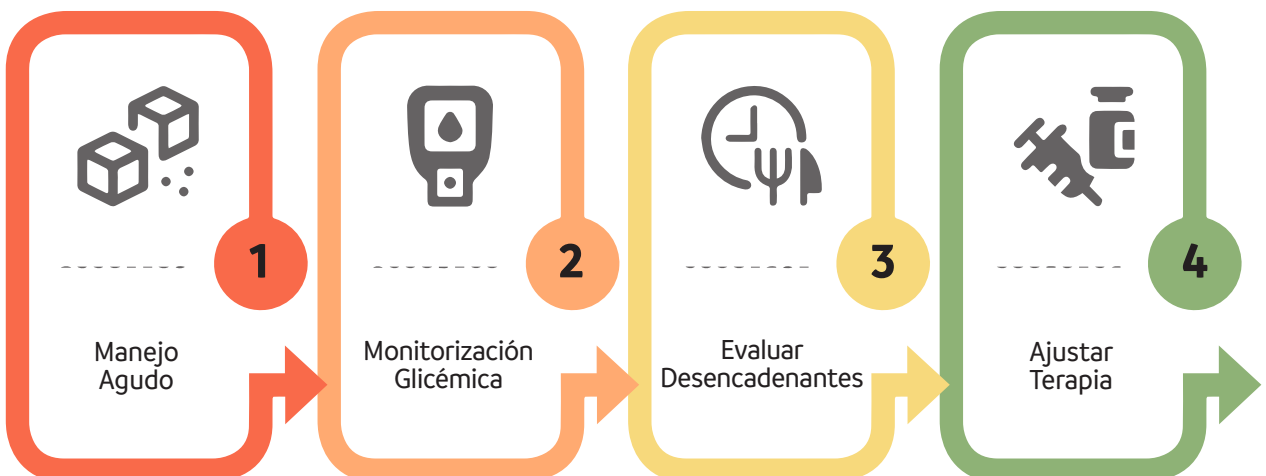 1
Manejo
Agudo
2
Monitorización
Glicémica
3
Evaluar
Desencadenantes
4
Ajustar
Terapia